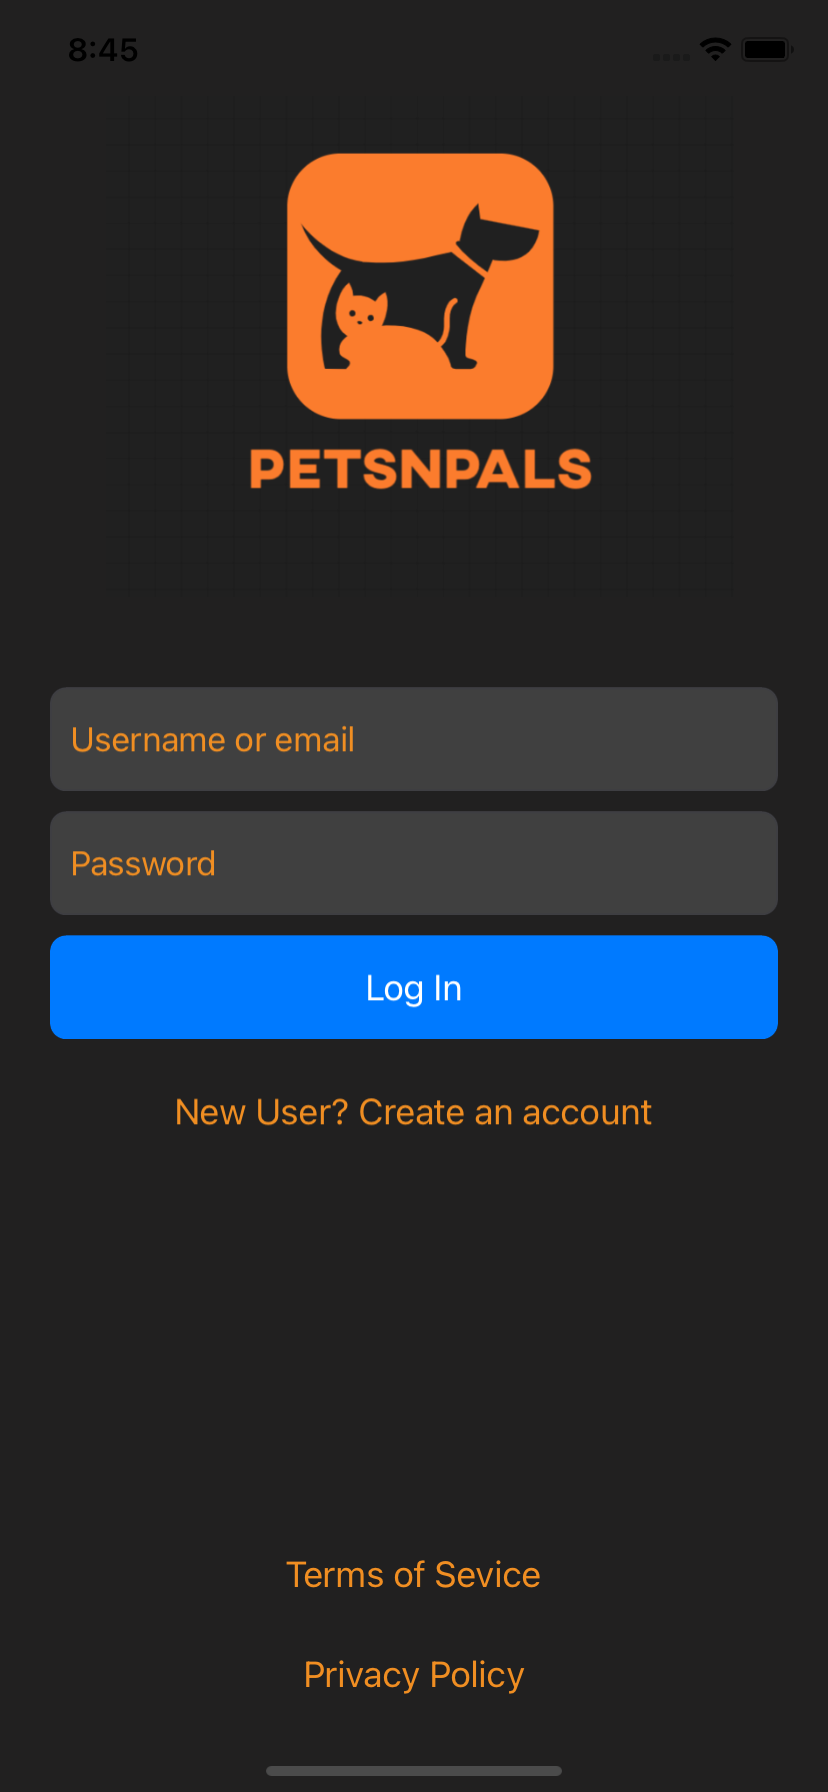 8:45
PETSNPALS
Username or email
Password
Log In
New User? Create an account
Terms of Sevice
Privacy Policy